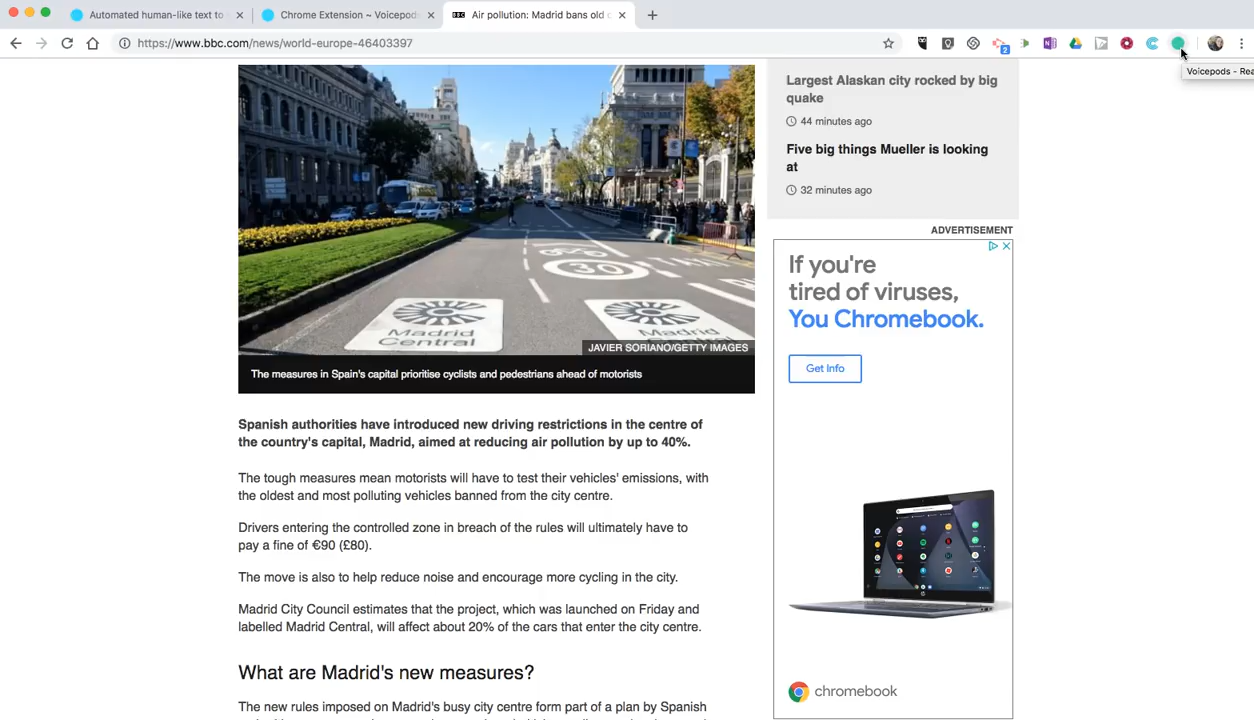 Automated human-like text to
Chrome Extension ~ Voicepods
Air pollution: Madrid bans old c
https://www.bbc.com/news/world-europe-46403397
2
Voicepods - Rea
Madrid
Central
Madrid
Central
30
TAXI
JAVIER SORIANO/GETTY IMAGES
The measures in Spain's capital prioritise cyclists and pedestrians ahead of motorists
Spanish authorities have introduced new driving restrictions in the centre of
the country's capital, Madrid, aimed at reducing air pollution by up to 40%.
The tough measures mean motorists will have to test their vehicles' emissions, with
the oldest and most polluting vehicles banned from the city centre.
Drivers entering the controlled zone in breach of the rules will ultimately have to
pay a fine of €90 (£80).
The move is also to help reduce noise and encourage more cycling in the city.
Madrid City Council estimates that the project, which was launched on Friday and
labelled Madrid Central, will affect about 20% of the cars that enter the city centre.
What are Madrid's new measures?
The new rules imposed on Madrid's busy city centre form part of a plan by Spanish
Largest Alaskan city rocked by big
quake
44 minutes ago
Five big things Mueller is looking
at
32 minutes ago
ADVERTISEMENT
If you're
tired of viruses,
You Chromebook.
Get Info
chromebook